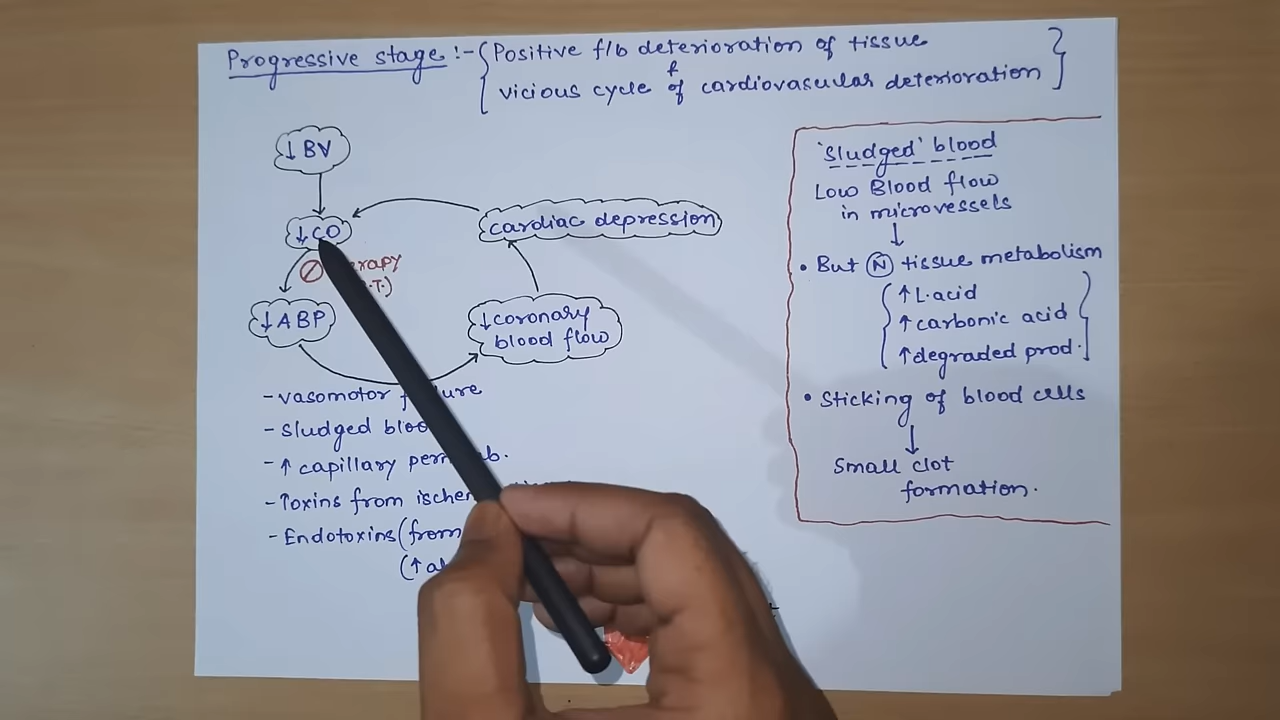 Progressive stage :- { Positive f/b deterioration of tissue
&
vicious cycle of cardiovascular deterioration }
↓ BV
↓ CO
↓ ABP
↓ coronary
blood flow
cardiac depression
- vasomotor
- sludged
- ↑ capillary
- Toxins from
- Endotoxins (from
'Sludged' blood
Low Blood flow
in microvessels
↓
• But Ⓝ tissue metabolism
{ ↑ L.acid
↑ carbonic acid
↑ degraded prod. }
• Sticking of blood cells
↓
Small clot
formation.